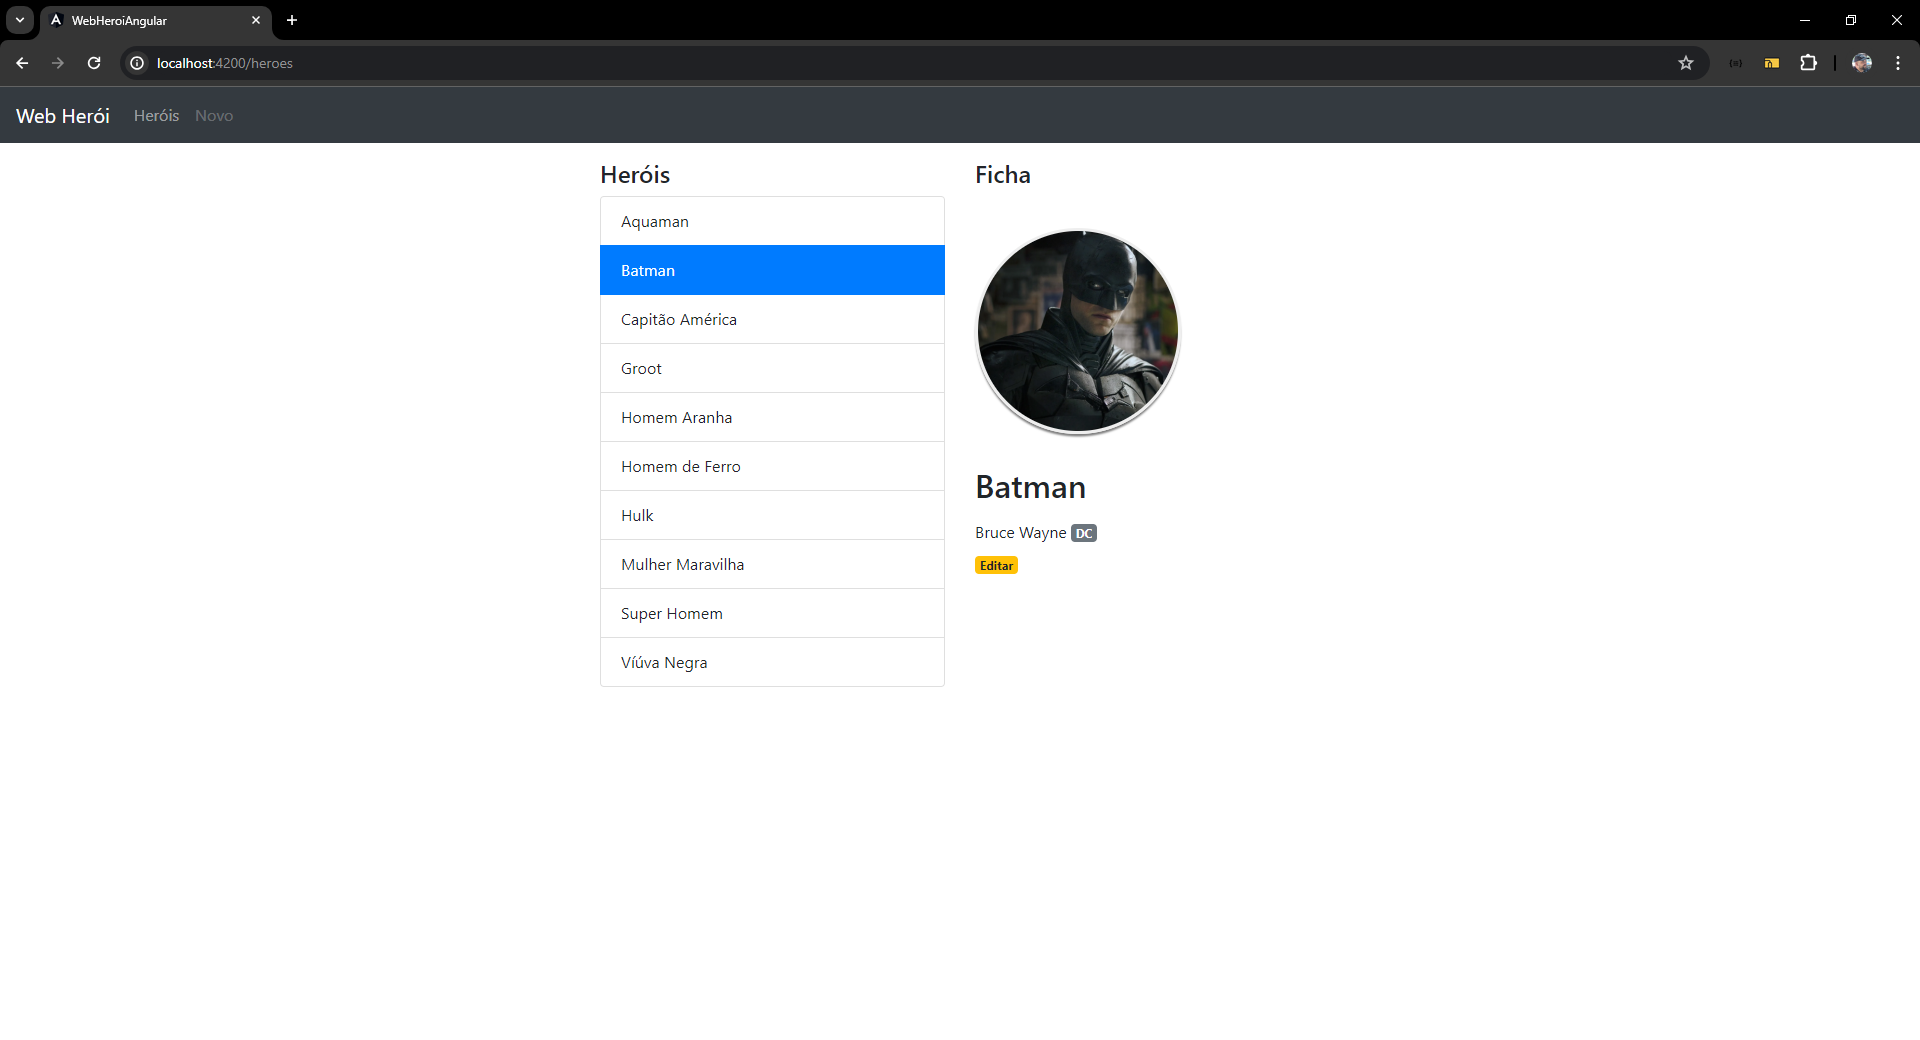 WebHeroiAngular
localhost:4200/heroes
Web Herói
Heróis
Novo
Heróis
Aquaman
Batman
Capitão América
Groot
Homem Aranha
Homem de Ferro
Hulk
Mulher Maravilha
Super Homem
Víúva Negra
Ficha
Batman
Bruce Wayne DC
Editar